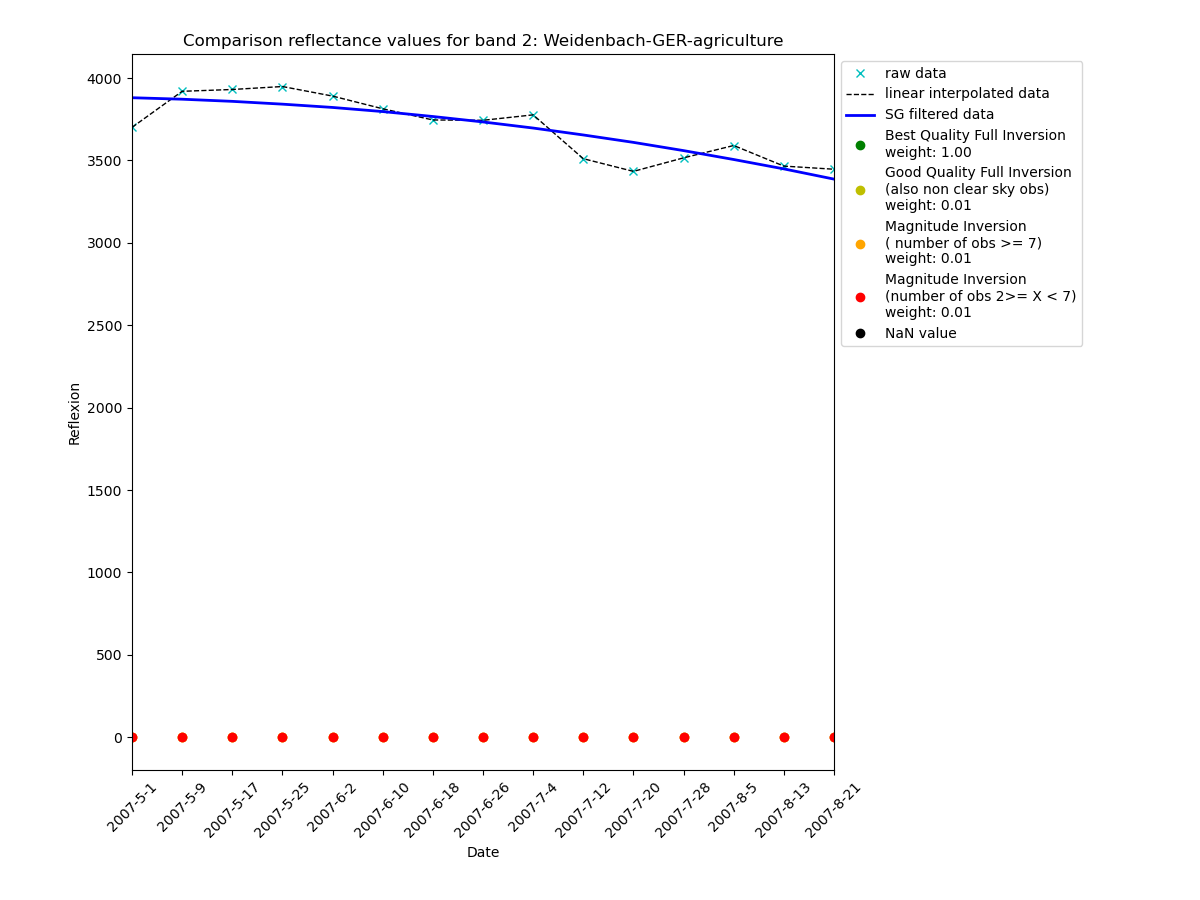 Comparison reflectance values for band 2: Weidenbach-GER-agriculture
4000
3500
3000
2500
2000
1500
1000
500
0
Reflexion
2007-5-1
2007-5-9
2007-5-17
2007-5-25
2007-6-2
2007-6-10
2007-6-18
2007-6-26
2007-7-4
2007-7-12
2007-7-20
2007-7-28
2007-8-5
2007-8-13
2007-8-21
Date
raw data
linear interpolated data
SG filtered data
Best Quality Full Inversion
weight: 1.00
Good Quality Full Inversion
(also non clear sky obs)
weight: 0.01
Magnitude Inversion
( number of obs >= 7)
weight: 0.01
Magnitude Inversion
(number of obs 2>= X < 7)
weight: 0.01
NaN value